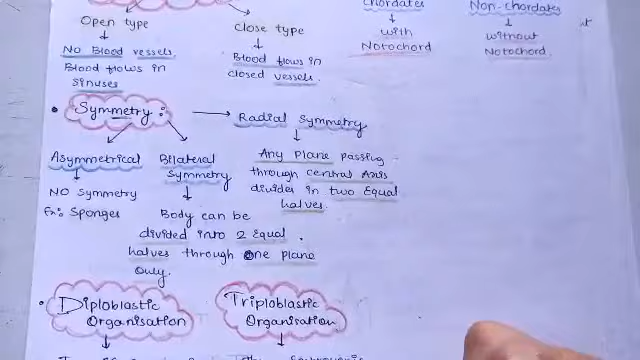 Open type
No Blood vessels.
Blood flows in
sinuses
Close type
Blood flows in
closed vessels.
Chordates
with
Notochord
Non-chordates
without
Notochord.
• Symmetry :
Radial Symmetry
Any plane passing
through central Axis
divides in two Equal
halves.
Asymmetrical
NO Symmetry
Ex: Sponges
Bilateral
Symmetry
Body can be
divided into 2 Equal
halves through One plane
only.
• Diploblastic
Organisation
Triploblastic
Organisation